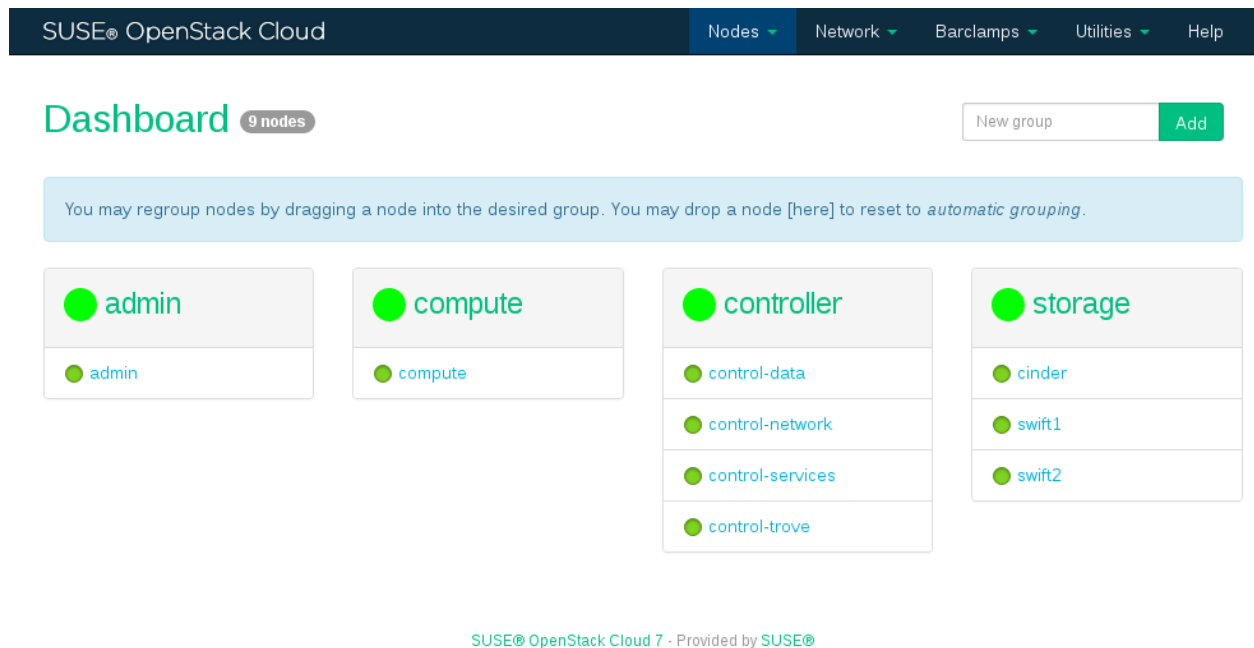 SUSE® OpenStack Cloud
Nodes Network Barclamps Utilities Help
Dashboard 9 nodes
New group Add
You may regroup nodes by dragging a node into the desired group. You may drop a node [here] to reset to automatic grouping.
admin
admin
compute
compute
controller
control-data
control-network
control-services
control-trove
storage
cinder
swift1
swift2
SUSE® OpenStack Cloud 7 - Provided by SUSE®